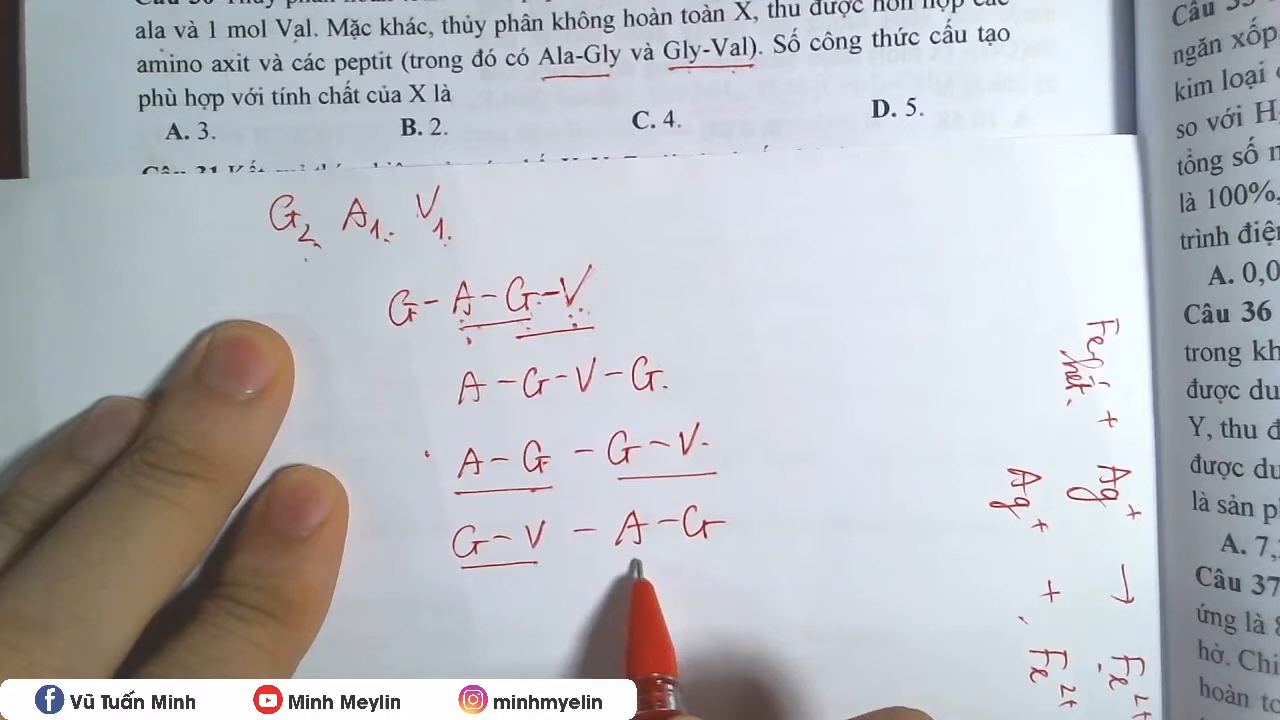 ala và 1 mol Val. Mặc khác, thủy phân không hoàn toàn X, thu được hỗn hợp các
amino axit và các peptit (trong đó có Ala-Gly và Gly-Val). Số công thức cấu tạo
phù hợp với tính chất của X là
A. 3.
B. 2.
C. 4.
D. 5.
G2 A1 V1
G-A-G-V
A-G-V-G
A-G-G-V
G-V-A-G
hết
Fe + Ag+ → Fe2+
Ag+ + Fe2+
ngăn xốp
kim loại
so với H
tổng số
là 100%,
trình điện
A. 0,0
Câu 36
trong kh
được du
Y, thu đ
được du
là sản p
A. 7,
Câu 37
ứng là
hở. Chi
hoàn to
Vũ Tuấn Minh
Minh Meylin
minhmyelin